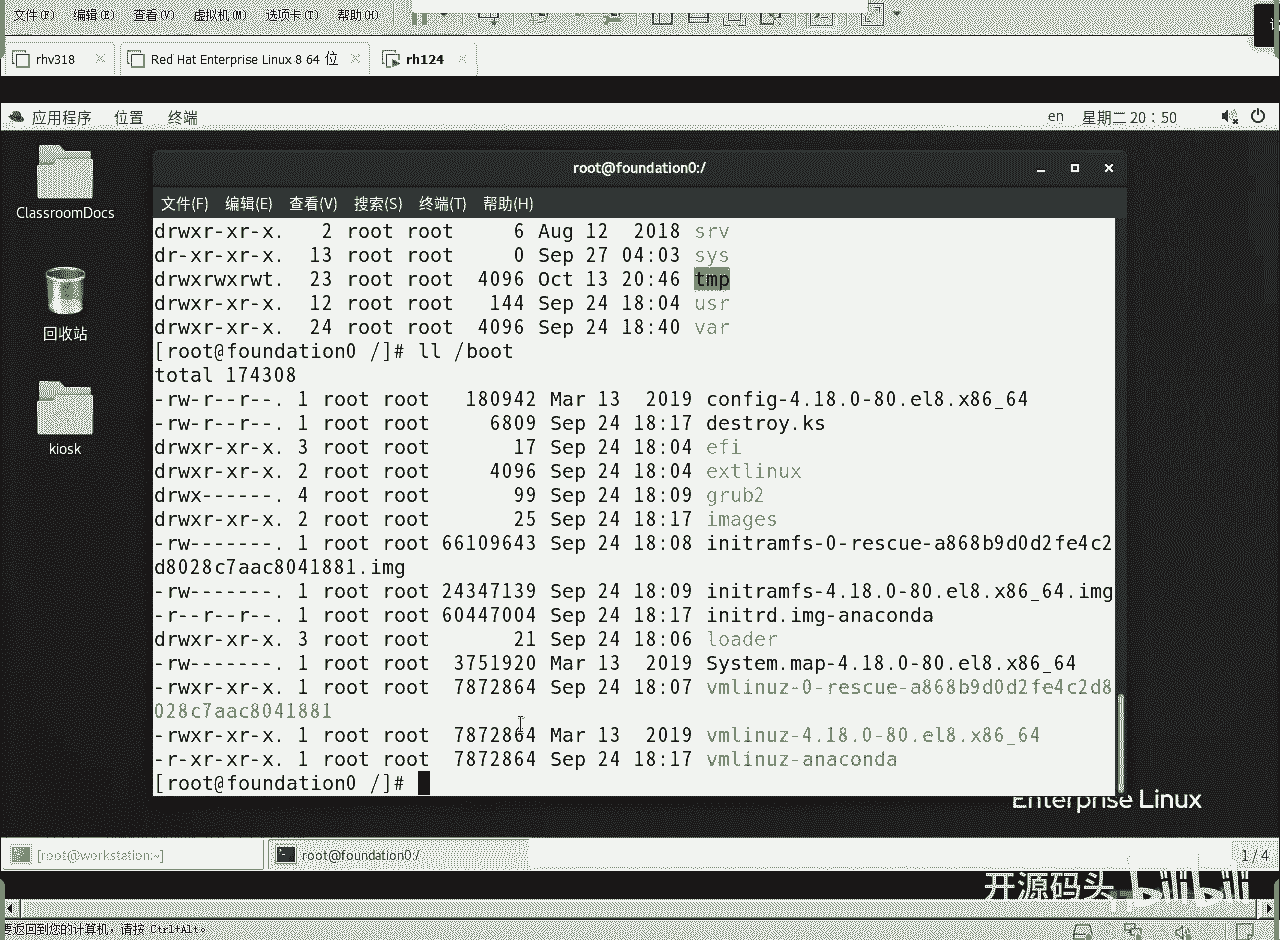 文件(F) 编辑(E) 查看(V) 虚拟机(M) 选项卡(T) 帮助(H)
rhv318 Red Hat Enterprise Linux 8 64 位 rh124
应用程序 位置 终端 en 星期二 20：50
ClassroomDocs
回收站
kiosk
root@foundation0:/
文件(F) 编辑(E) 查看(V) 搜索(S) 终端(T) 帮助(H)
drwxr-xr-x.   2 root root     6 Aug 12  2018 srv
dr-xr-xr-x.  13 root root     0 Sep 27 04:03 sys
drwxrwxrwt.  23 root root  4096 Oct 13 20:46 tmp
drwxr-xr-x.  12 root root   144 Sep 24 18:04 usr
drwxr-xr-x.  24 root root  4096 Sep 24 18:40 var
[root@foundation0 /]# ll /boot
total 174308
-rw-r--r--. 1 root root   180942 Mar 13  2019 config-4.18.0-80.el8.x86_64
-rw-r--r--. 1 root root     6809 Sep 24 18:17 destroy.ks
drwxr-xr-x. 3 root root       17 Sep 24 18:04 efi
drwxr-xr-x. 2 root root     4096 Sep 24 18:04 extlinux
drwx------. 4 root root       99 Sep 24 18:09 grub2
drwxr-xr-x. 2 root root       25 Sep 24 18:17 images
-rw-------. 1 root root 66109643 Sep 24 18:08 initramfs-0-rescue-a868b9d0d2fe4c2
d8028c7aac8041881.img
-rw-------. 1 root root 24347139 Sep 24 18:09 initramfs-4.18.0-80.el8.x86_64.img
-r--r--r--. 1 root root 60447004 Sep 24 18:17 initrd.img-anaconda
drwxr-xr-x. 3 root root       21 Sep 24 18:06 loader
-rw-------. 1 root root  3751920 Mar 13  2019 System.map-4.18.0-80.el8.x86_64
-rwxr-xr-x. 1 root root  7872864 Sep 24 18:07 vmlinuz-0-rescue-a868b9d0d2fe4c2d8
028c7aac8041881
-rwxr-xr-x. 1 root root  7872864 Mar 13  2019 vmlinuz-4.18.0-80.el8.x86_64
-r-xr-xr-x. 1 root root  7872864 Sep 24 18:17 vmlinuz-anaconda
[root@foundation0 /]#
Enterprise Linux
[root@workstation:~] root@foundation0:/ 1/4
开源码头 bilibili
要返回到您的计算机，请按 Ctrl+Alt。